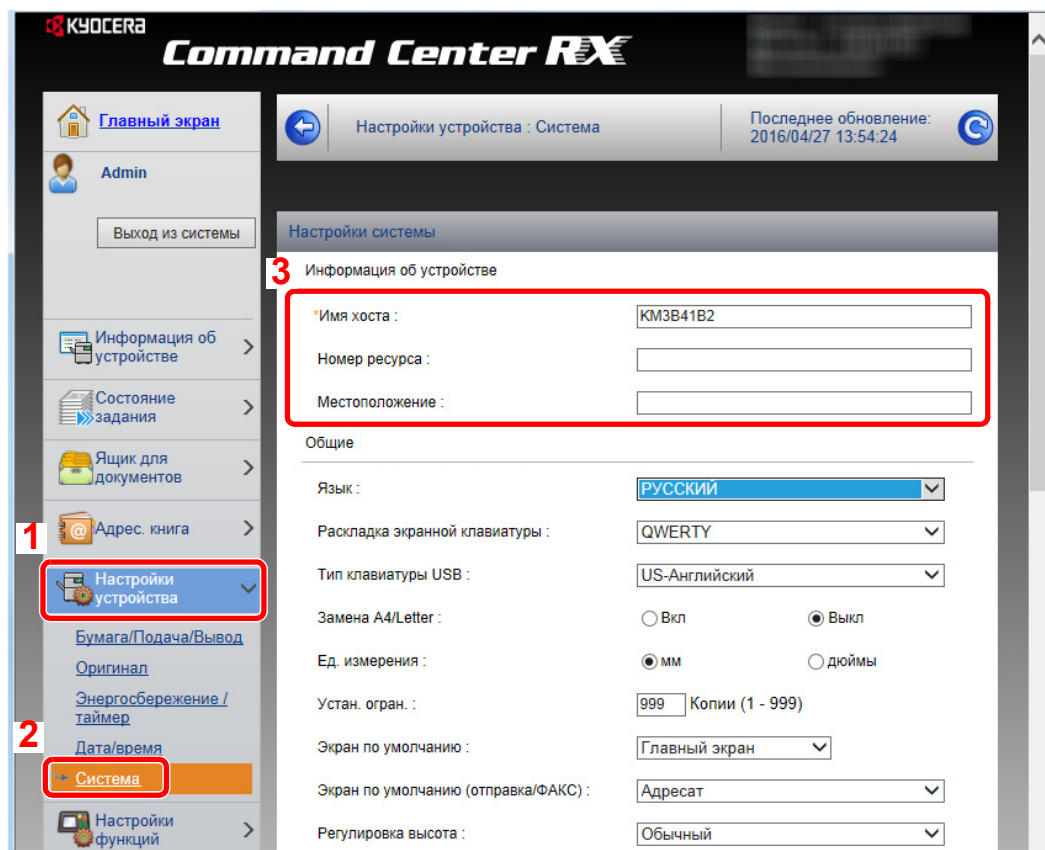 KYOCERA
Command Center RX
Главный экран
Admin
Выход из системы
Информация об
устройстве
Состояние
задания
Ящик для
документов
1
Адрес. книга
Настройки
устройства
Бумага/Подача/Вывод
Оригинал
Энергосбережение /
таймер
2
Дата/время
Система
Настройки
функций
Настройки устройства : Система
Последнее обновление:
2016/04/27 13:54:24
Настройки системы
3
Информация об устройстве
*Имя хоста : KM3B41B2
Номер ресурса :
Местоположение :
Общие
Язык : РУССКИЙ
Раскладка экранной клавиатуры : QWERTY
Тип клавиатуры USB : US-Английский
Замена A4/Letter : Вкл Выкл
Ед. измерения : мм дюймы
Устан. огран. : 999 Копии (1 - 999)
Экран по умолчанию : Главный экран
Экран по умолчанию (отправка/ФАКС) : Адресат
Регулировка высота : Обычный